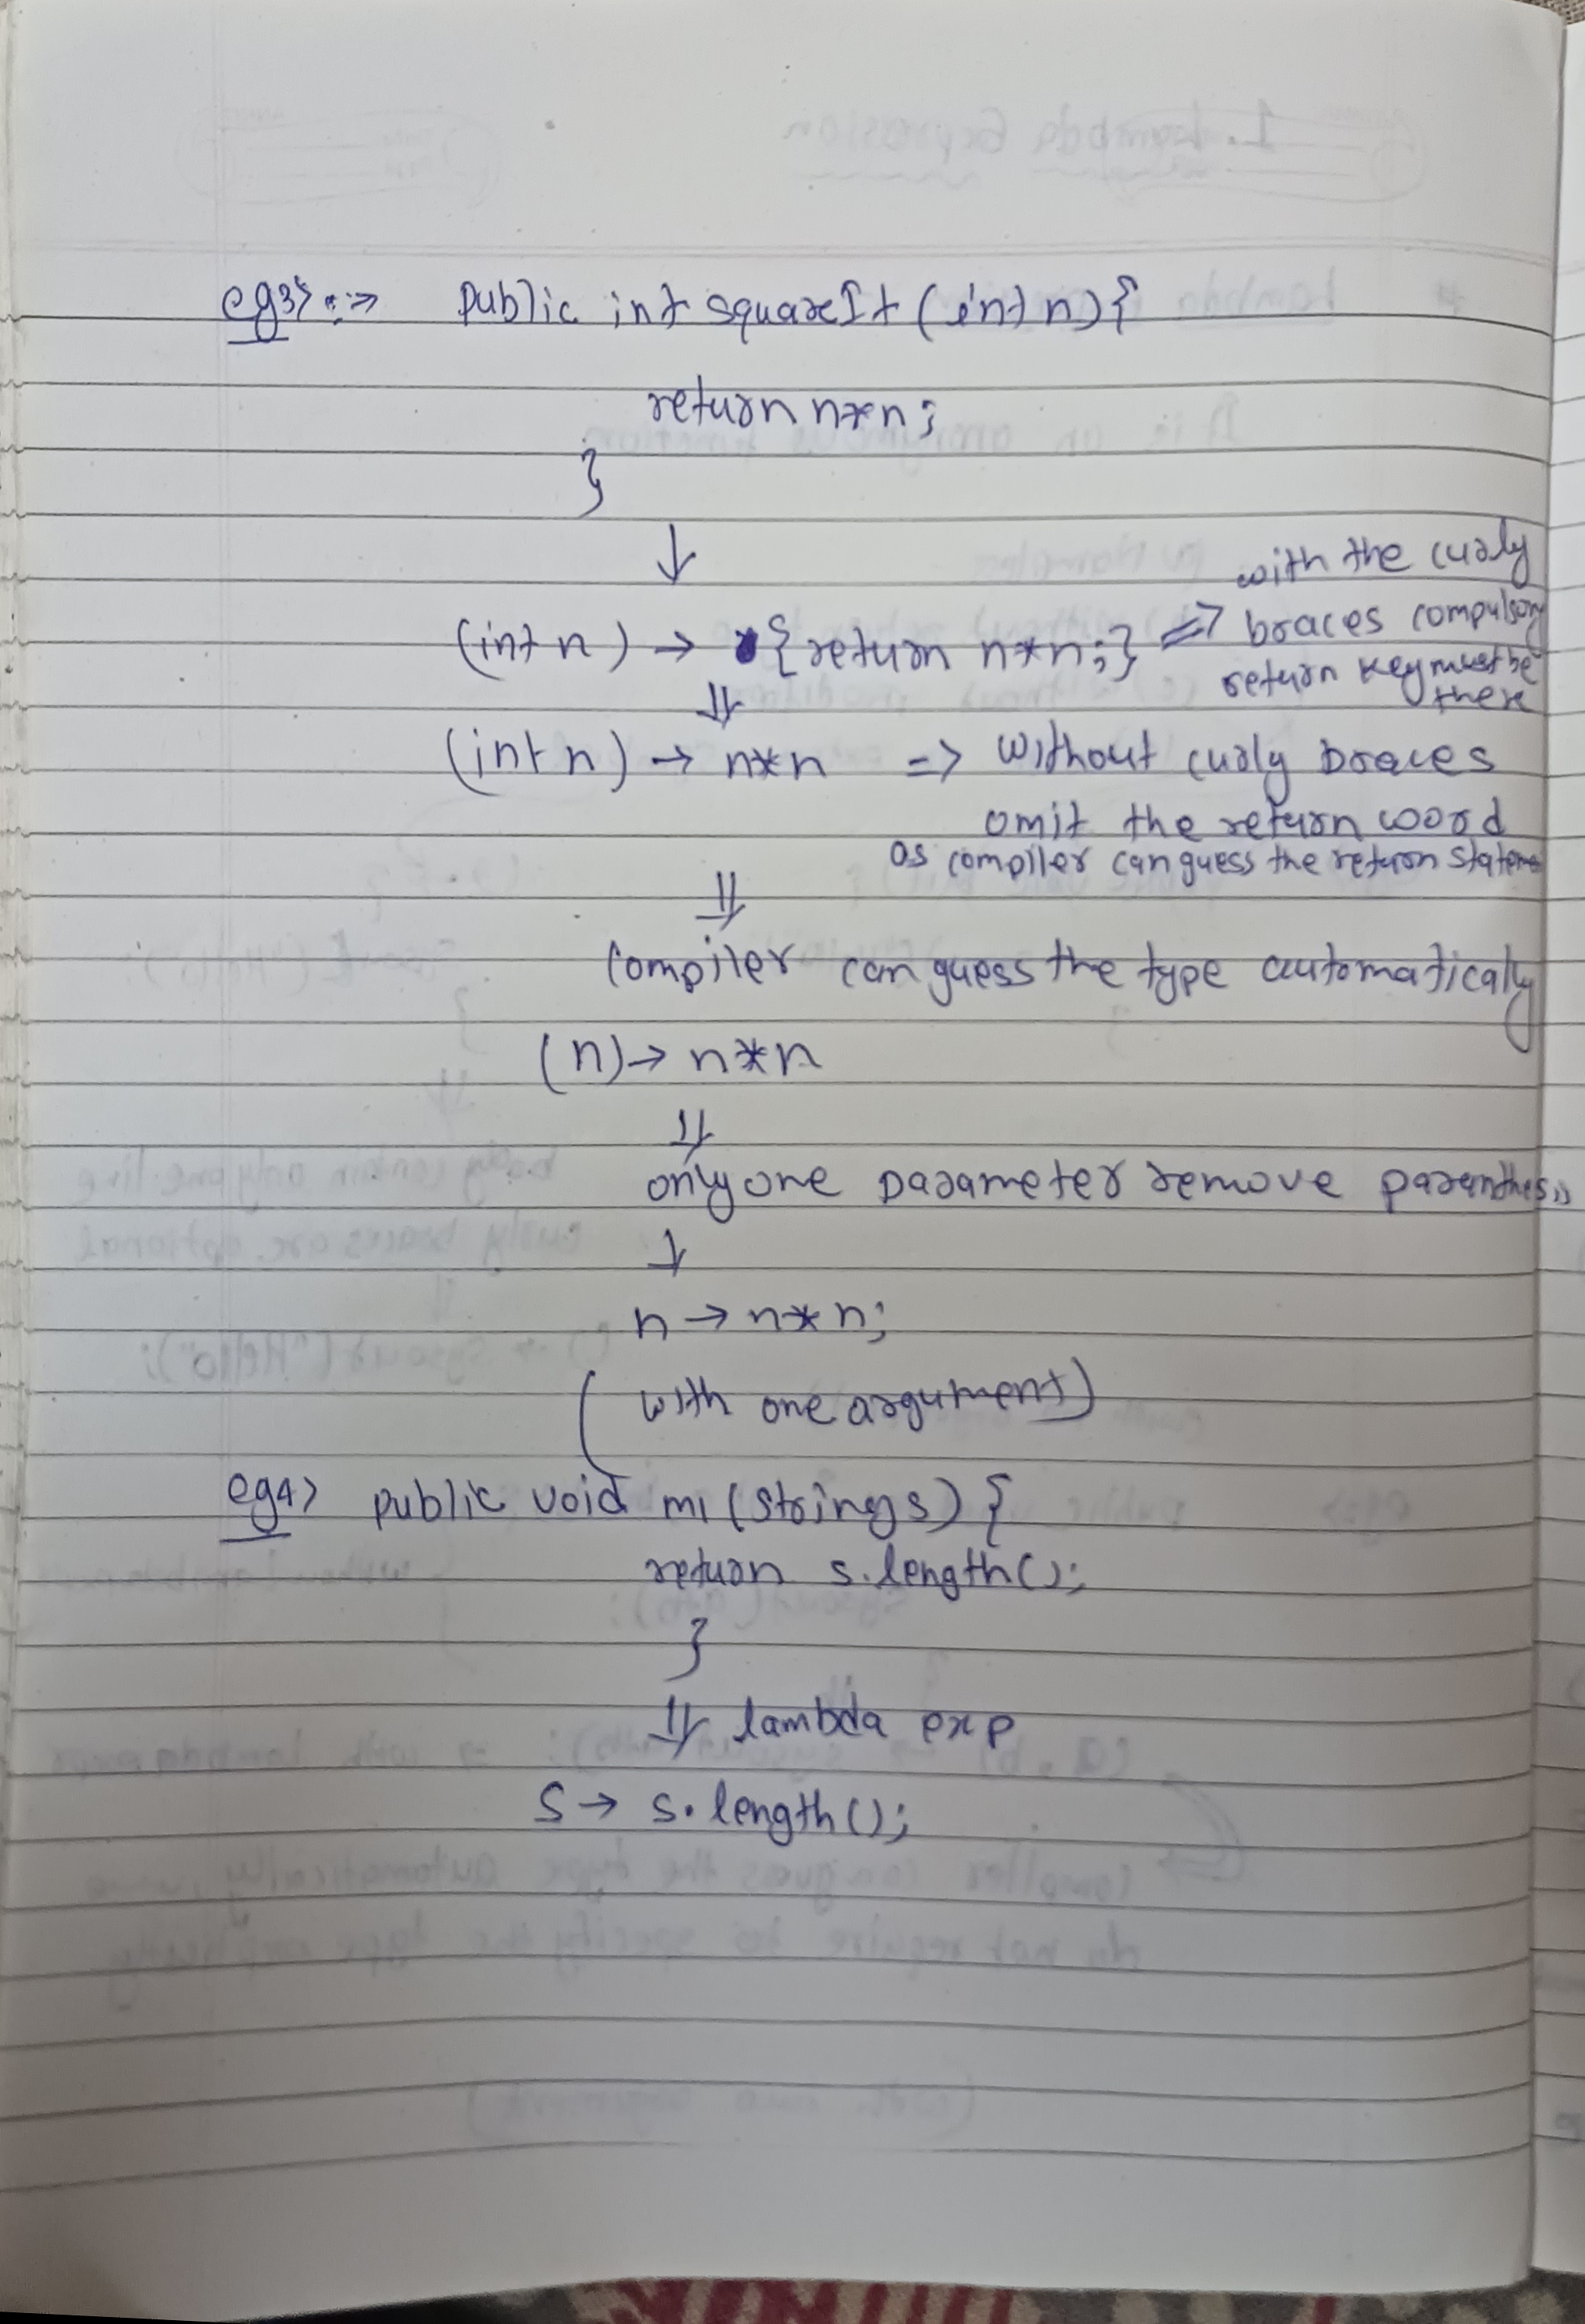 eg3> :=> public int squareIt (int n) {
return n*n;
}
↓
(int n) → {return n*n;} => with the curly
braces compulsory
return key must be
there
⇓
(int n) → n*n => without curly braces
omit the return word
as compiler can guess the return stateme
⇓
compiler can guess the type automatically
(n) → n*n
⇓
only one parameter remove parenthesis
↓
n → n*n;
(with one argument)
eg4> public void m1 (String s) {
return s.length();
}
⇓ lambda exp
s → s.length();